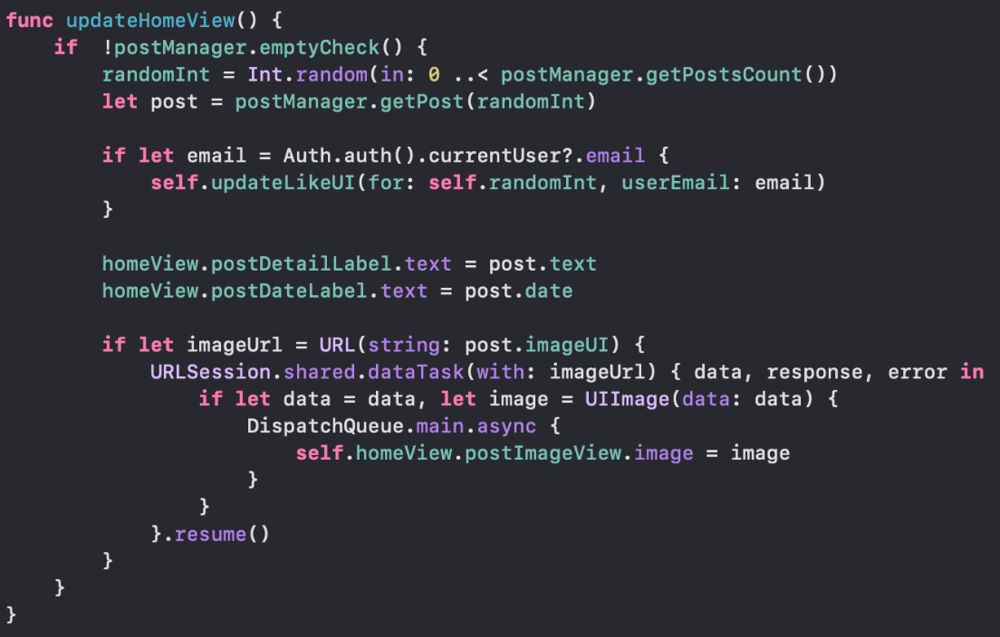 func updateHomeView() {
    if  !postManager.emptyCheck() {
        randomInt = Int.random(in: 0 ..< postManager.getPostsCount())
        let post = postManager.getPost(randomInt)

        if let email = Auth.auth().currentUser?.email {
            self.updateLikeUI(for: self.randomInt, userEmail: email)
        }

        homeView.postDetailLabel.text = post.text
        homeView.postDateLabel.text = post.date

        if let imageUrl = URL(string: post.imageUI) {
            URLSession.shared.dataTask(with: imageUrl) { data, response, error in
                if let data = data, let image = UIImage(data: data) {
                    DispatchQueue.main.async {
                        self.homeView.postImageView.image = image
                    }
                }
            }.resume()
        }
    }
}